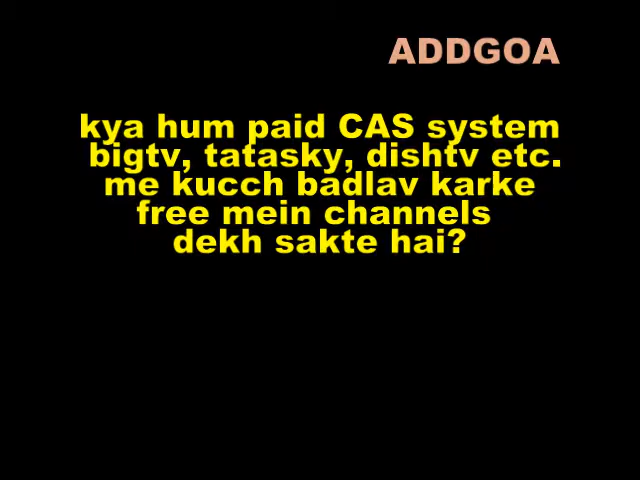 ADDGOA
kya hum paid CAS system
bigtv, tatasky, dishtv etc.
me kucch badlav karke
free mein channels
dekh sakte hai?